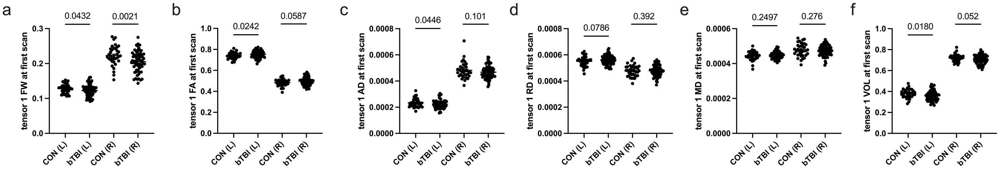 a
0.0432
0.0021
tensor 1 FW at first scan
0.3
0.2
0.1
0.0
CON (L)
bTBI (L)
CON (R)
bTBI (R)
b
0.0242
0.0587
tensor 1 FA at first scan
1.0
0.8
0.6
0.4
0.2
0.0
CON (L)
bTBI (L)
CON (R)
bTBI (R)
c
0.0446
0.101
tensor 1 AD at first scan
0.0008
0.0006
0.0004
0.0002
0.0000
CON (L)
bTBI (L)
CON (R)
bTBI (R)
d
0.0786
0.392
tensor 1 RD at first scan
0.0008
0.0006
0.0004
0.0002
0.0000
CON (L)
bTBI (L)
CON (R)
bTBI (R)
e
0.2497
0.276
tensor 1 MD at first scan
0.0006
0.0004
0.0002
0.0000
CON (L)
bTBI (L)
CON (R)
bTBI (R)
f
0.0180
0.052
tensor 1 VOL at first scan
1.0
0.8
0.6
0.4
0.2
0.0
CON (L)
bTBI (L)
CON (R)
bTBI (R)